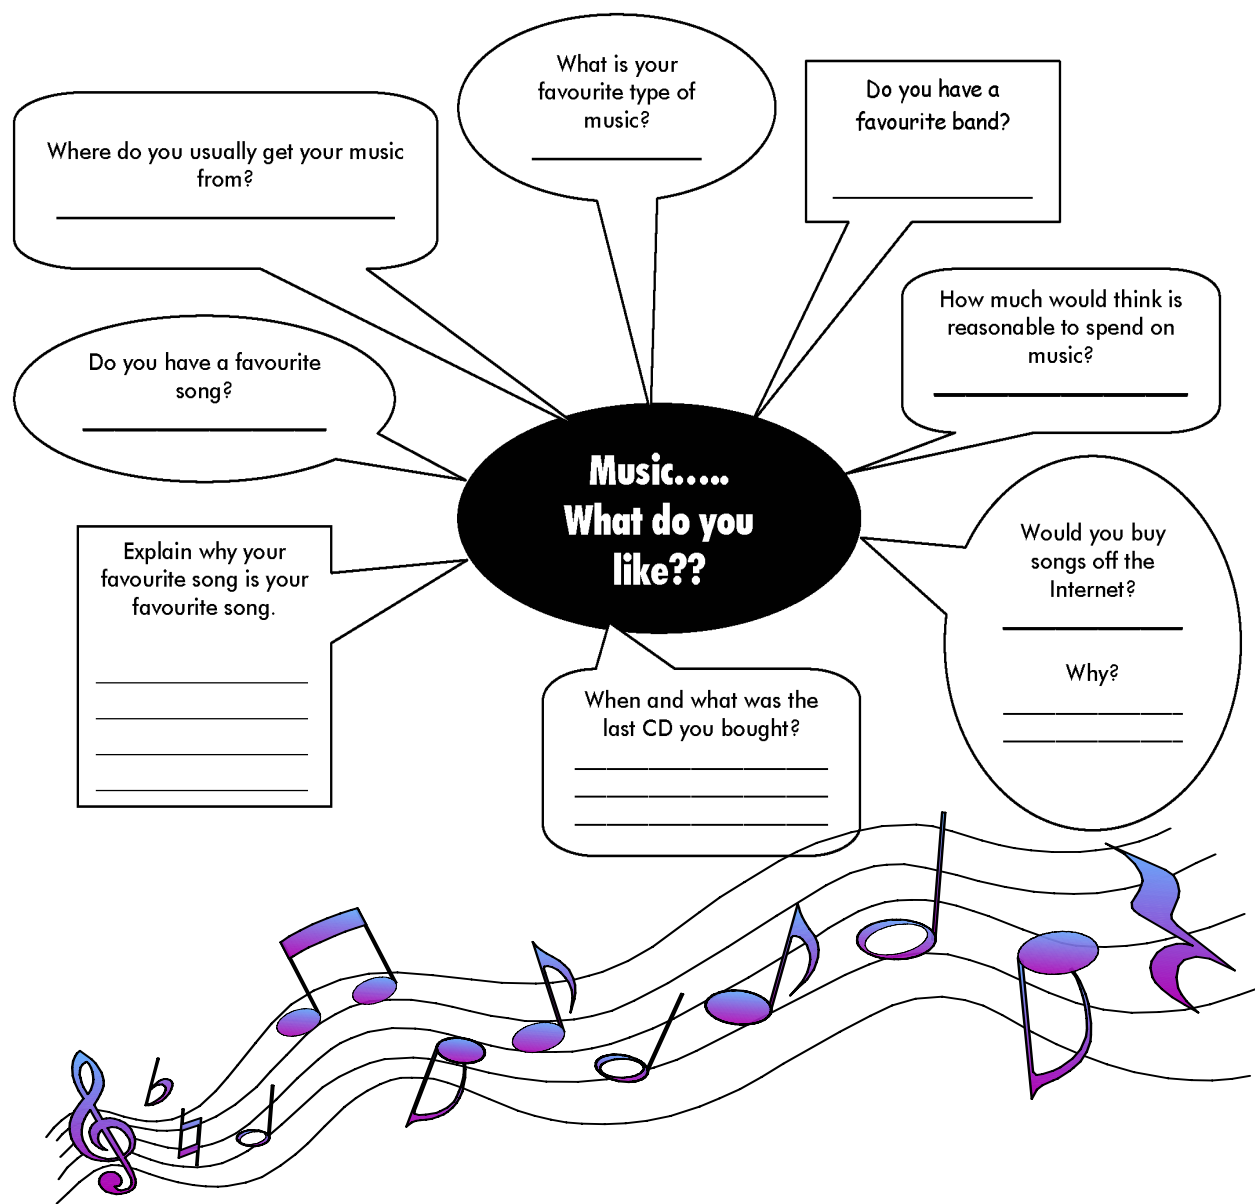 What is your
favourite type of
music?
Do you have a
favourite band?
Where do you usually get your music
from?
How much would think is
reasonable to spend on
music?
Do you have a favourite
song?
Music.....
What do you
like??
Would you buy
songs off the
Internet?
Why?
Explain why your
favourite song is your
favourite song.
When and what was the
last CD you bought?